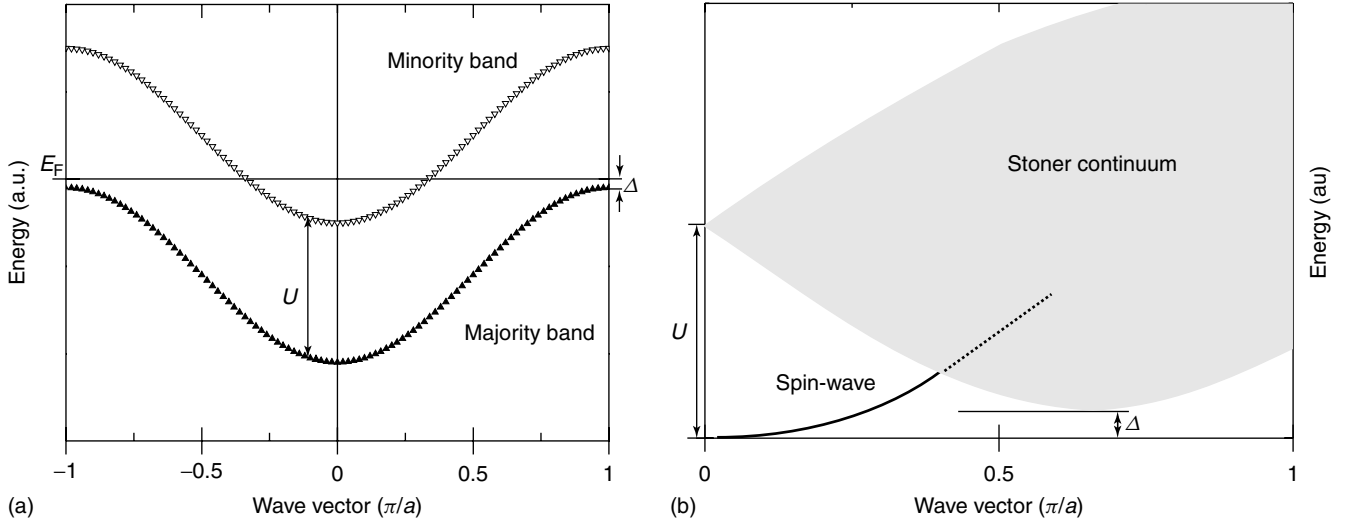 Minority band
E_F
Δ
Energy (a.u.)
U
Majority band
−1
−0.5
0
0.5
1
(a)
Wave vector (π/a)
Stoner continuum
Energy (au)
U
Spin-wave
Δ
0
0.5
1
(b)
Wave vector (π/a)